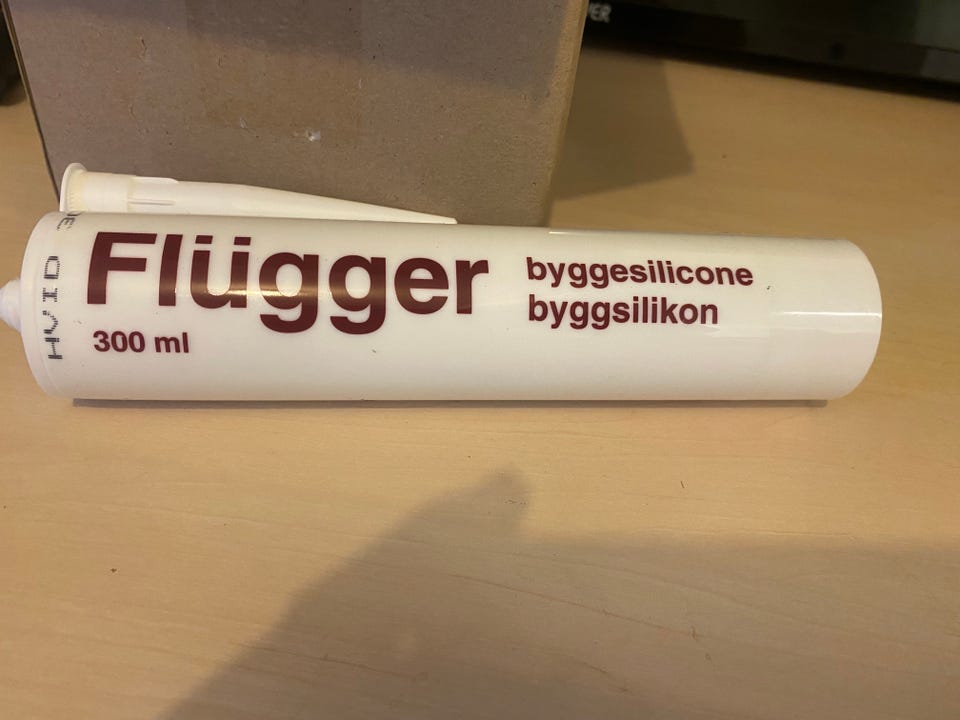 Flügger
byggesilicone
byggsilikon
300 ml
HVID